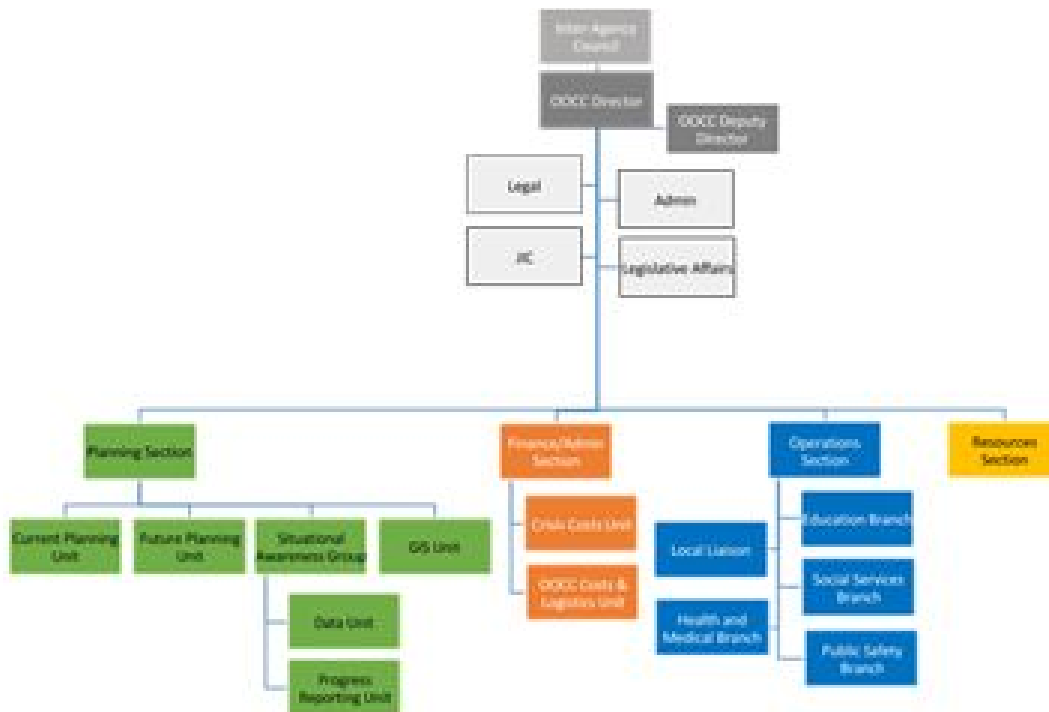 Inter-Agency
Council
OOCC Director
OOCC Deputy
Director
Legal
Admin
JIC
Legislative Affairs
Planning Section
Finance/Admin
Section
Operations
Section
Resources
Section
Current Planning
Unit
Future Planning
Unit
Situational
Awareness Group
GIS Unit
Crisis Costs Unit
Education Branch
Local Liaison
OOCC Costs &
Logistics Unit
Social Services
Branch
Data Unit
Health and
Medical Branch
Public Safety
Branch
Progress
Reporting Unit